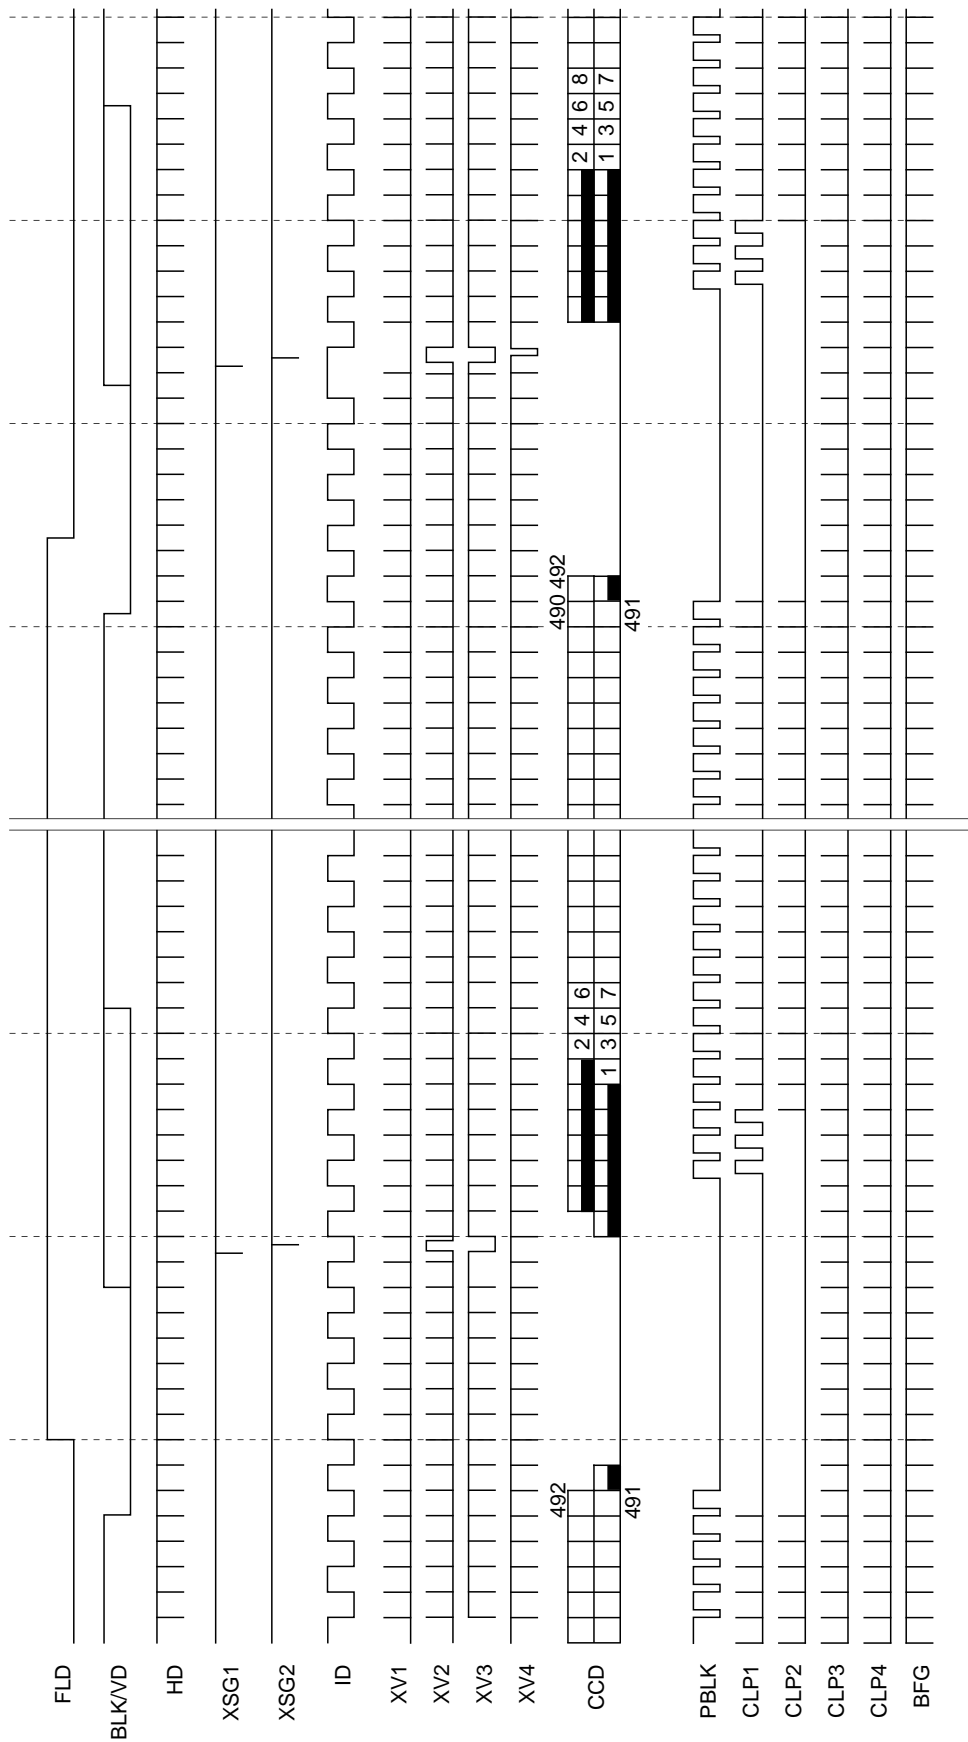 FLD
BLK/VD
HD
XSG1
XSG2
ID
XV1
XV2
XV3
XV4
492
490 492
2 4 6
2 4 6 8
CCD
1 3 5 7
1 3 5 7
491
491
PBLK
CLP1
CLP2
CLP3
CLP4
BFG